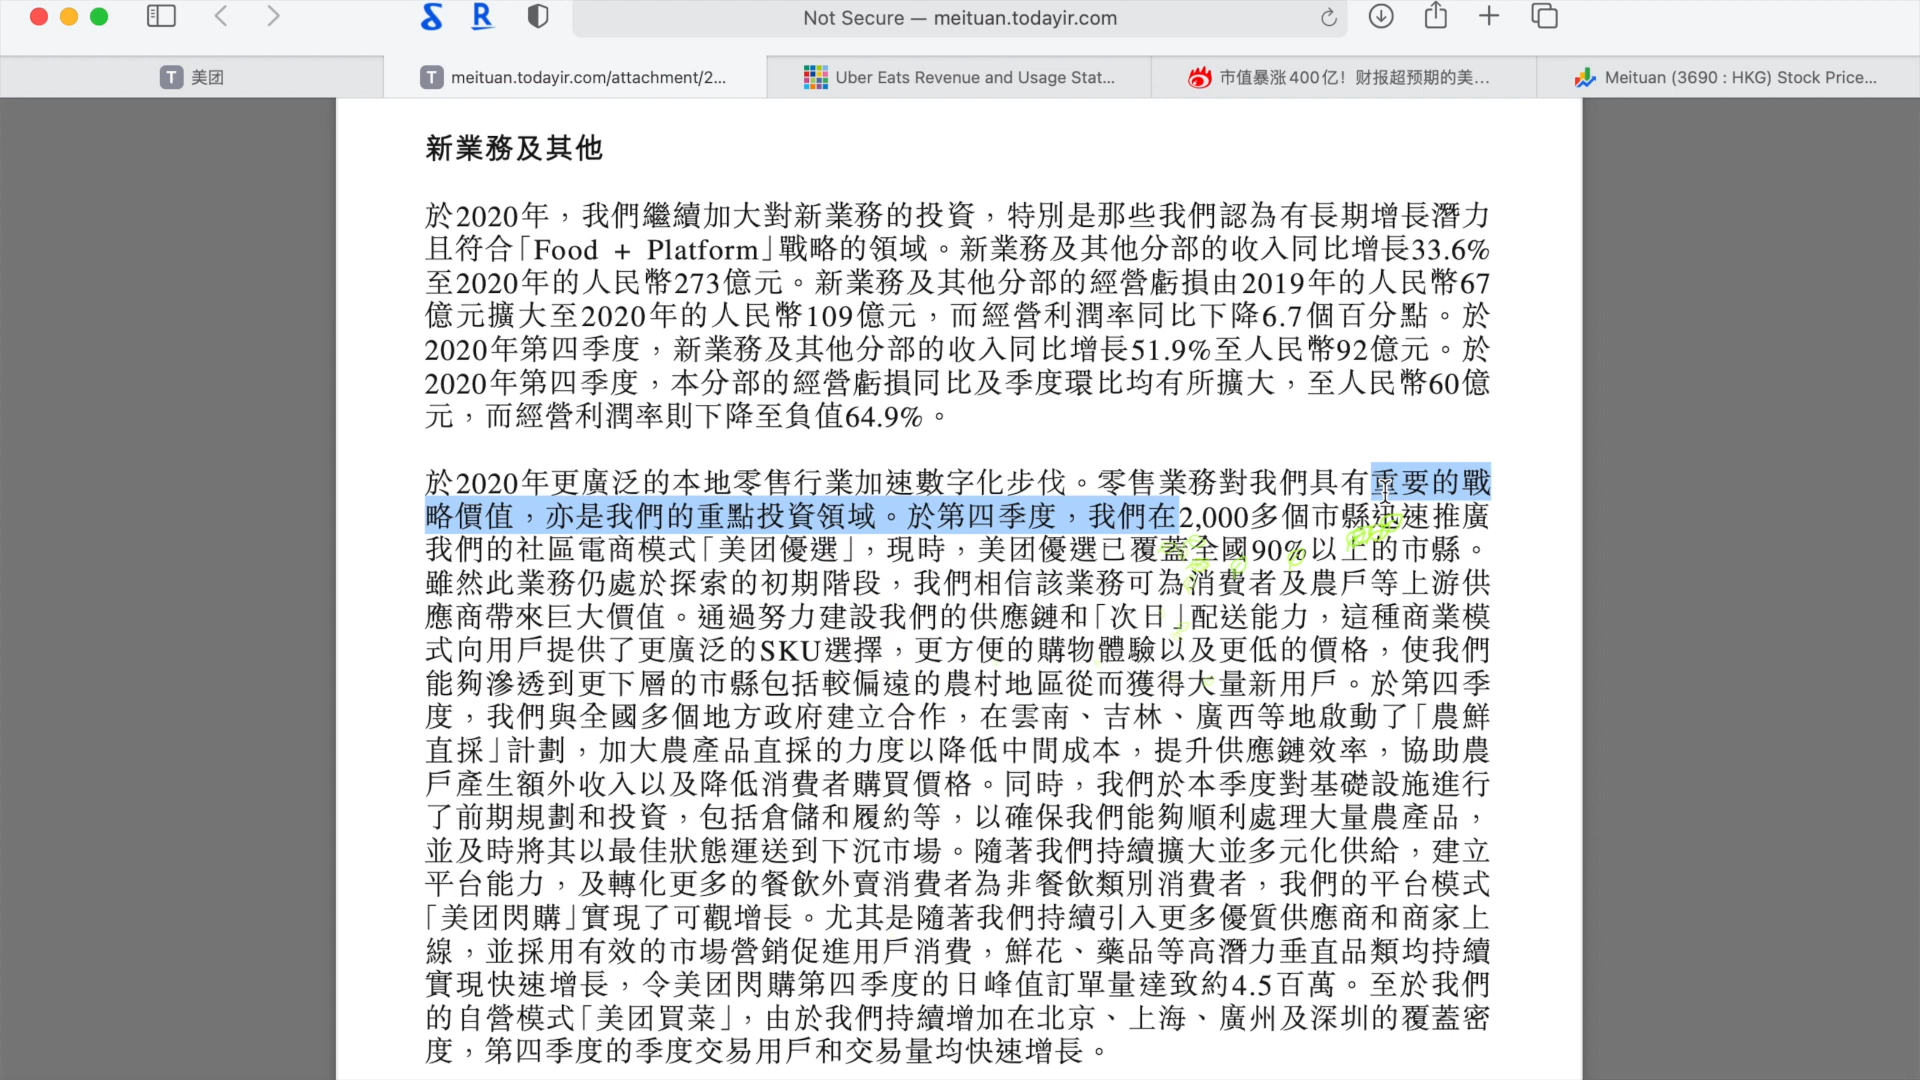 Not Secure — meituan.todayir.com
美团
meituan.todayir.com/attachment/2...
Uber Eats Revenue and Usage Stat...
市值暴涨400亿！财报超预期的美...
Meituan (3690 : HKG) Stock Price...
新業務及其他
於2020年，我們繼續加大對新業務的投資，特別是那些我們認為有長期增長潛力
且符合「Food + Platform」戰略的領域。新業務及其他分部的收入同比增長33.6%
至2020年的人民幣273億元。新業務及其他分部的經營虧損由2019年的人民幣67
億元擴大至2020年的人民幣109億元，而經營利潤率同比下降6.7個百分點。於
2020年第四季度，新業務及其他分部的收入同比增長51.9%至人民幣92億元。於
2020年第四季度，本分部的經營虧損同比及季度環比均有所擴大，至人民幣60億
元，而經營利潤率則下降至負值64.9%。
於2020年更廣泛的本地零售行業加速數字化步伐。零售業務對我們具有重要的戰
略價值，亦是我們的重點投資領域。於第四季度，我們在2,000多個市縣迅速推廣
我們的社區電商模式「美团優選」，現時，美团優選已覆蓋全國90%以上的市縣。
雖然此業務仍處於探索的初期階段，我們相信該業務可為消費者及農戶等上游供
應商帶來巨大價值。通過努力建設我們的供應鏈和「次日」配送能力，這種商業模
式向用戶提供了更廣泛的SKU選擇，更方便的購物體驗以及更低的價格，使我們
能夠滲透到更下層的市縣包括較偏遠的農村地區從而獲得大量新用戶。於第四季
度，我們與全國多個地方政府建立合作，在雲南、吉林、廣西等地啟動了「農鮮
直採」計劃，加大農產品直採的力度以降低中間成本，提升供應鏈效率，協助農
戶產生額外收入以及降低消費者購買價格。同時，我們於本季度對基礎設施進行
了前期規劃和投資，包括倉儲和履約等，以確保我們能夠順利處理大量農產品，
並及時將其以最佳狀態運送到下沉市場。隨著我們持續擴大並多元化供給，建立
平台能力，及轉化更多的餐飲外賣消費者為非餐飲類別消費者，我們的平台模式
「美团閃購」實現了可觀增長。尤其是隨著我們持續引入更多優質供應商和商家上
線，並採用有效的市場營銷促進用戶消費，鮮花、藥品等高潛力垂直品類均持續
實現快速增長，令美团閃購第四季度的日峰值訂單量達致約4.5百萬。至於我們
的自營模式「美团買菜」，由於我們持續增加在北京、上海、廣州及深圳的覆蓋密
度，第四季度的季度交易用戶和交易量均快速增長。